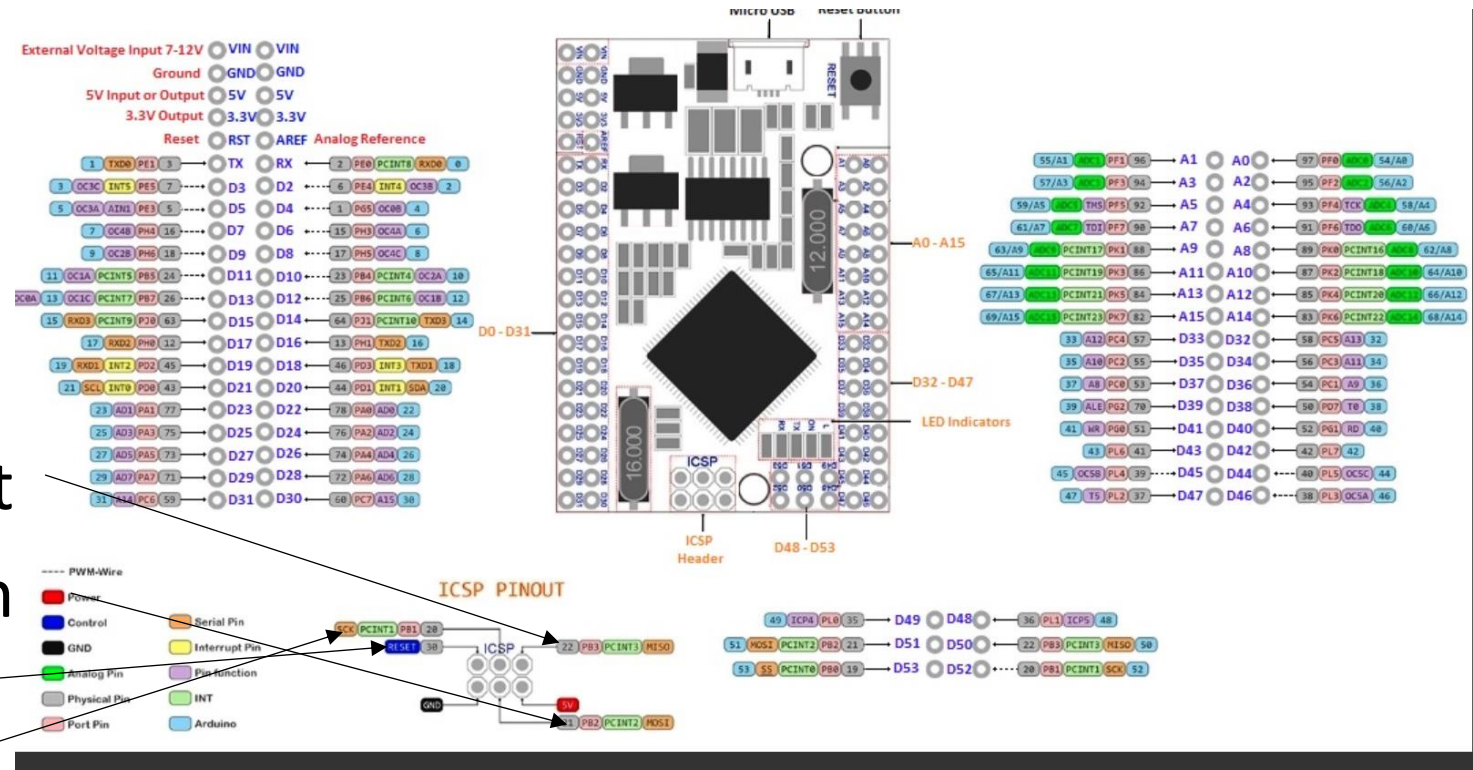 Micro USB Reset Button
External Voltage Input 7-12V VIN VIN
Ground GND GND
5V Input or Output 5V 5V
3.3V Output 3.3V 3.3V
Reset RST AREF Analog Reference
1 TXD0 PE1 3 TX RX 2 PE0 PCINT8 RXD0 0
3 OC3C INT5 PE5 7 D3 D2 6 PE4 INT4 OC3B 2
5 OC3A AIN1 PE3 5 D5 D4 1 PG5 OC0B 4
7 OC4B PH4 16 D7 D6 15 PH3 OC4A 6
9 OC2B PH6 18 D9 D8 17 PH5 OC4C 8
11 OC1A PCINT5 PB5 24 D11 D10 23 PB4 PCINT4 OC2A 10
OC0A 13 OC1C PCINT7 PB7 26 D13 D12 25 PB6 PCINT6 OC1B 12
15 RXD3 PCINT9 PJ0 63 D15 D14 64 PJ1 PCINT10 TXD3 14
17 RXD2 PH0 12 D17 D16 13 PH1 TXD2 16
19 RXD1 INT2 PD2 45 D19 D18 46 PD3 INT3 TXD1 18
21 SCL INT0 PD0 43 D21 D20 44 PD1 INT1 SDA 20
23 AD1 PA1 77 D23 D22 78 PA0 AD0 22
25 AD3 PA3 75 D25 D24 76 PA2 AD2 24
27 AD5 PA5 73 D27 D26 74 PA4 AD4 26
29 AD7 PA7 71 D29 D28 72 PA6 AD6 28
31 A14 PC6 59 D31 D30 60 PC7 A15 30
RESET
12.000
16.000
RX TX ON L
ICSP
D0 - D31
A0 - A15
D32 - D47
LED Indicators
ICSP
Header
D48 - D53
55/A1 ADC1 PF1 96 A1 A0 97 PF0 ADC0 54/A0
57/A3 ADC3 PF3 94 A3 A2 95 PF2 ADC2 56/A2
59/A5 ADC5 TMS PF5 92 A5 A4 93 PF4 TCK ADC4 58/A4
61/A7 ADC7 TDI PF7 90 A7 A6 91 PF6 TDO ADC6 60/A6
63/A9 ADC9 PCINT17 PK1 88 A9 A8 89 PK0 PCINT16 ADC8 62/A8
65/A11 ADC11 PCINT19 PK3 86 A11 A10 87 PK2 PCINT18 ADC10 64/A10
67/A13 ADC13 PCINT21 PK5 84 A13 A12 85 PK4 PCINT20 66/A12
69/A15 ADC15 PCINT23 PK7 82 A15 A14 83 PK6 PCINT22 ADC14 68/A14
33 A12 PC4 57 D33 D32 58 PC5 A13 32
35 A10 PC2 55 D35 D34 56 PC3 A11 34
37 A8 PC0 53 D37 D36 54 PC1 A9 36
39 ALE PG2 70 D39 D38 50 PD7 T0 38
41 WR PG0 51 D41 D40 52 PG1 RD 40
43 PL6 41 D43 D42 42 PL7 42
45 OC5B PL4 39 D45 D44 40 PL5 OC5C 44
47 T5 PL2 37 D47 D46 38 PL3 OC5A 46
---- PWM-Wire
Power
Control Serial Pin
GND Interrupt Pin
Analog Pin Pin function
Physical Pin INT
Port Pin Arduino
ICSP PINOUT
SCK PCINT1 PB1 20
RESET 30 ICSP 22 PB3 PCINT3 MISO
GND 5V
21 PB2 PCINT2 MOSI
49 ICP4 PL0 35 D49 D48 36 PL1 ICP5 48
51 MOSI PCINT2 PB2 21 D51 D50 22 PB3 PCINT3 MISO 50
53 SS PCINT0 PB0 19 D53 D52 20 PB1 PCINT1 SCK 52